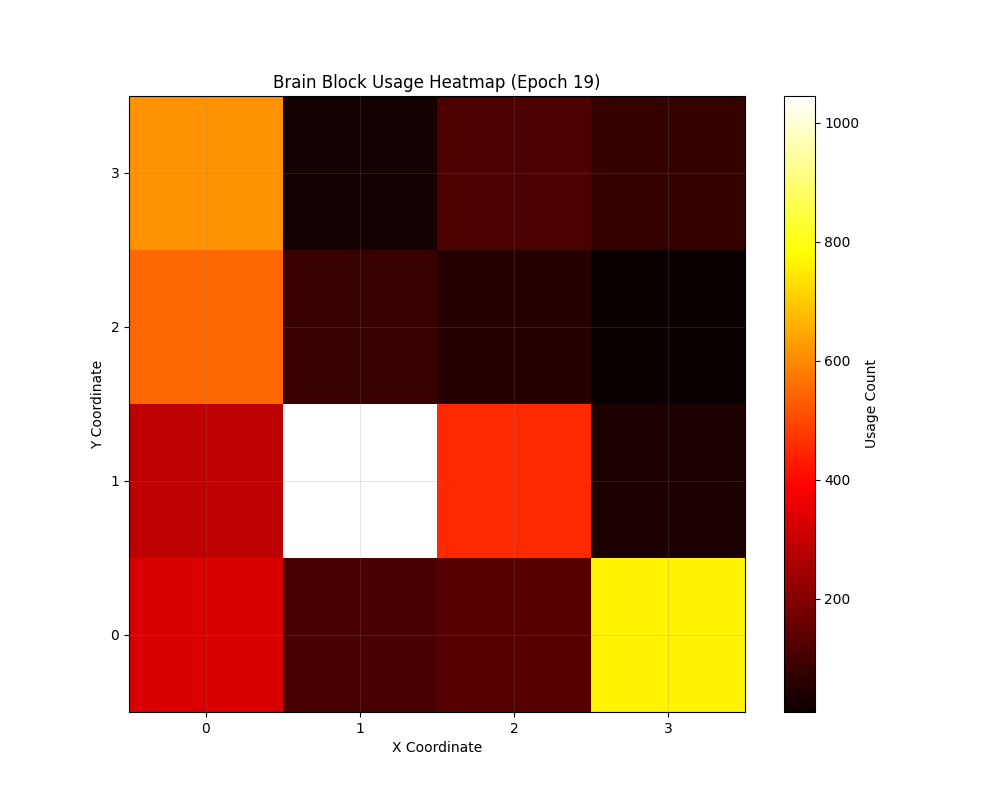 Brain Block Usage Heatmap (Epoch 19)
3
2
1
0
Y Coordinate
0 1 2 3
X Coordinate
1000
800
600
400
200
Usage Count